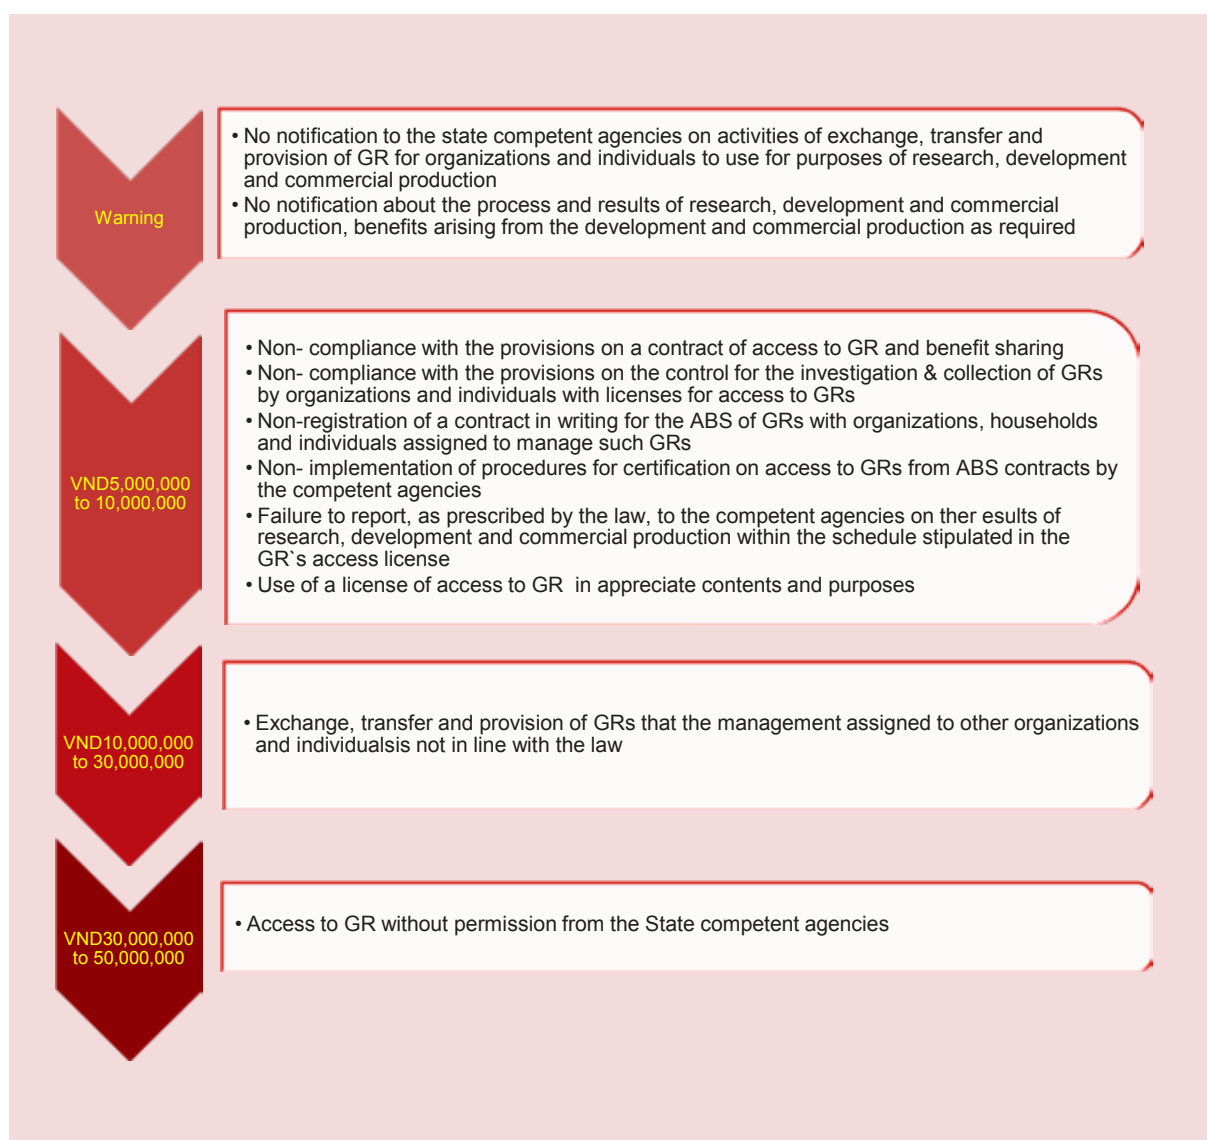 Warning
• No notification to the state competent agencies on activities of exchange, transfer and
provision of GR for organizations and individuals to use for purposes of research, development
and commercial production
• No notification about the process and results of research, development and commercial
production, benefits arising from the development and commercial production as required
VND5,000,000
to 10,000,000
• Non- compliance with the provisions on a contract of access to GR and benefit sharing
• Non- compliance with the provisions on the control for the investigation & collection of GRs
by organizations and individuals with licenses for access to GRs
• Non-registration of a contract in writing for the ABS of GRs with organizations, households
and individuals assigned to manage such GRs
• Non- implementation of procedures for certification on access to GRs from ABS contracts by
the competent agencies
• Failure to report, as prescribed by the law, to the competent agencies on ther esults of
research, development and commercial production within the schedule stipulated in the
GR`s access license
• Use of a license of access to GR  in appreciate contents and purposes
VND10,000,000
to 30,000,000
• Exchange, transfer and provision of GRs that the management assigned to other organizations
and individualsis not in line with the law
VND30,000,000
to 50,000,000
• Access to GR without permission from the State competent agencies